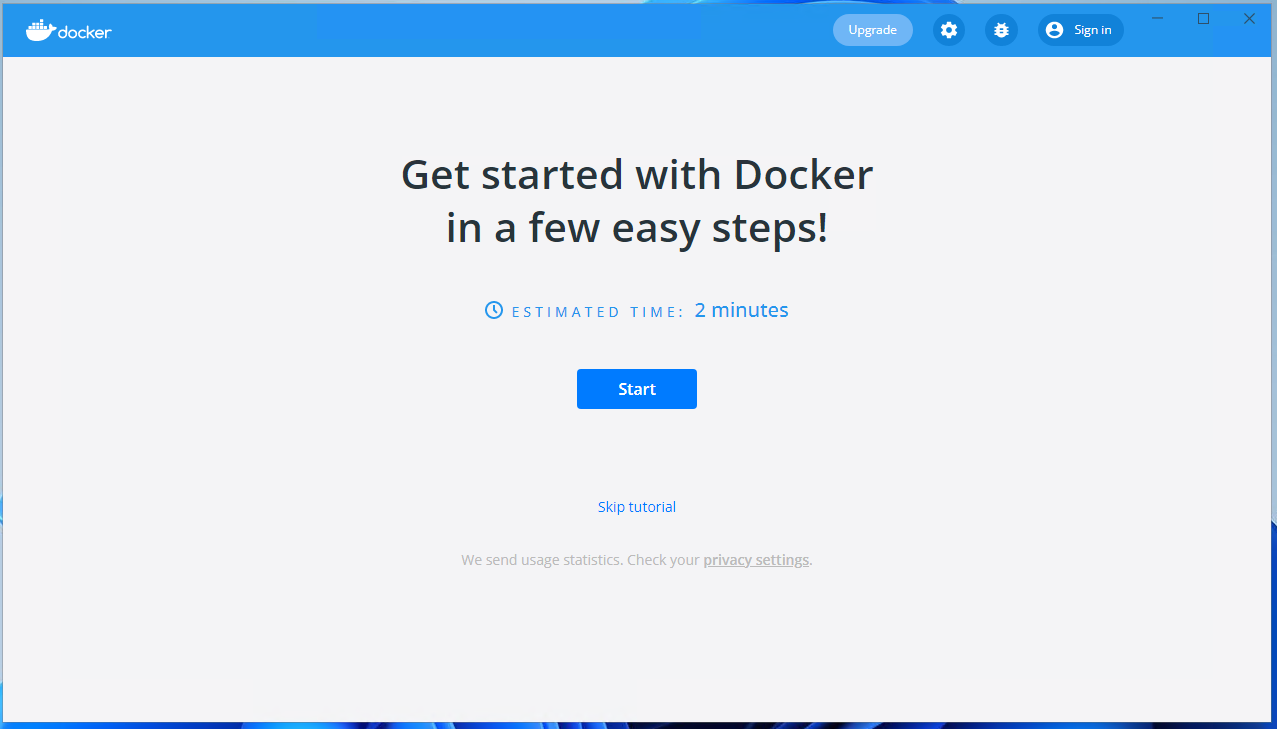 docker
Upgrade
Sign in
Get started with Docker
in a few easy steps!
ESTIMATED TIME: 2 minutes
Start
Skip tutorial
We send usage statistics. Check your privacy settings.